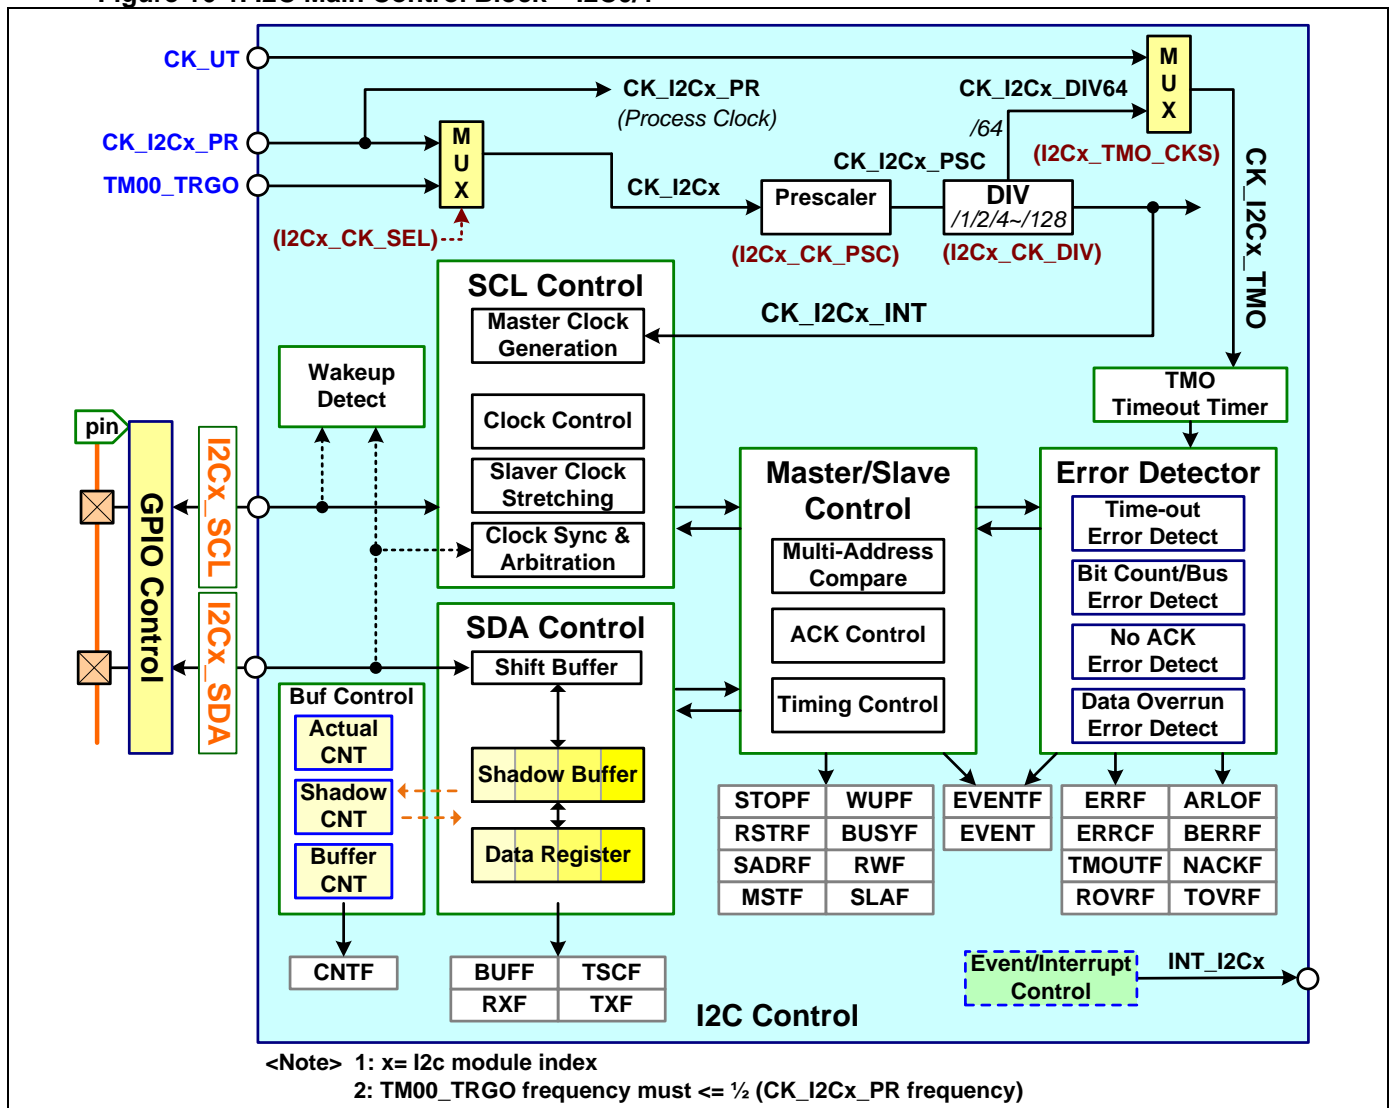 CK_UT
CK_I2Cx_PR
TM00_TRGO
CK_I2Cx_PR
(Process Clock)
MUX
(I2Cx_CK_SEL)
CK_I2Cx
Prescaler
(I2Cx_CK_PSC)
CK_I2Cx_PSC
DIV
/1/2/4~/128
(I2Cx_CK_DIV)
/64
CK_I2Cx_DIV64
MUX
(I2Cx_TMO_CKS)
CK_I2Cx_TMO
CK_I2Cx_INT
TMO
Timeout Timer
SCL Control
Master Clock
Generation
Clock Control
Slaver Clock
Stretching
Clock Sync &
Arbitration
Wakeup
Detect
pin
GPIO Control
I2Cx_SCL
I2Cx_SDA
SDA Control
Shift Buffer
Shadow Buffer
Data Register
Buf Control
Actual
CNT
Shadow
CNT
Buffer
CNT
CNTF
BUFF TSCF
RXF TXF
Master/Slave
Control
Multi-Address
Compare
ACK Control
Timing Control
Error Detector
Time-out
Error Detect
Bit Count/Bus
Error Detect
No ACK
Error Detect
Data Overrun
Error Detect
STOPF WUPF
RSTRF BUSYF
SADRF RWF
MSTF SLAF
EVENTF
EVENT
ERRF ARLOF
ERRCF BERRF
TMOUTF NACKF
ROVRF TOVRF
Event/Interrupt
Control
INT_I2Cx
I2C Control
<Note> 1: x= I2c module index
2: TM00_TRGO frequency must <= ½ (CK_I2Cx_PR frequency)